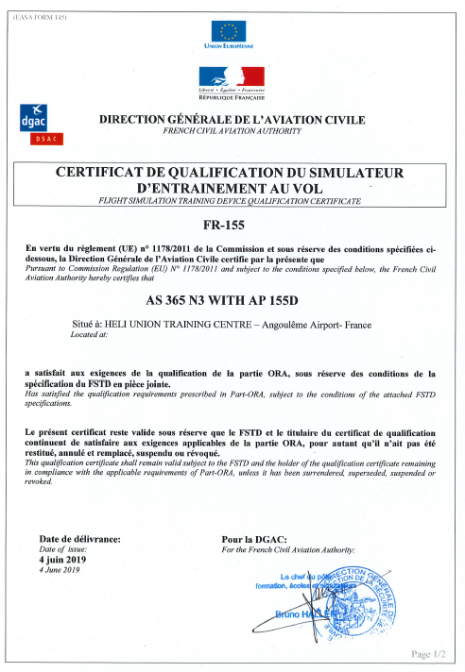 (EASA FORM 145)
UNION EUROPÉENNE
Liberté • Égalité • Fraternité
RÉPUBLIQUE FRANÇAISE
dgac
DSAC
DIRECTION GÉNÉRALE DE L'AVIATION CIVILE
FRENCH CIVIL AVIATION AUTHORITY
CERTIFICAT DE QUALIFICATION DU SIMULATEUR
D'ENTRAINEMENT AU VOL
FLIGHT SIMULATION TRAINING DEVICE QUALIFICATION CERTIFICATE
FR-155
En vertu du règlement (UE) n° 1178/2011 de la Commission et sous réserve des conditions spécifiées ci-
dessous, la Direction Générale de l'Aviation Civile certifie par la présente que
Pursuant to Commission Regulation (EU) N° 1178/2011 and subject to the conditions specified below, the French Civil
Aviation Authority hereby certifies that
AS 365 N3 WITH AP 155D
Situé à: HELI UNION TRAINING CENTRE – Angoulême Airport- France
Located at:
a satisfait aux exigences de la qualification de la partie ORA, sous réserve des conditions de la
spécification du FSTD en pièce jointe.
Has satisfied the qualification requirements prescribed in Part-ORA, subject to the conditions of the attached FSTD
specifications.
Le présent certificat reste valide sous réserve que le FSTD et le titulaire du certificat de qualification
continuent de satisfaire aux exigences applicables de la partie ORA, pour autant qu'il n'ait pas été
restitué, annulé et remplacé, suspendu ou révoqué.
This qualification certificate shall remain valid subject to the FSTD and the holder of the qualification certificate remaining
in compliance with the applicable requirements of Part-ORA, unless it has been surrendered, superseded, suspended or
revoked.
Date de délivrance:
Date of issue:
4 juin 2019
4 June 2019
Pour la DGAC:
For the French Civil Aviation Authority:
Le chef du pôle
formation, écoles et
Bruno
Page 1/2